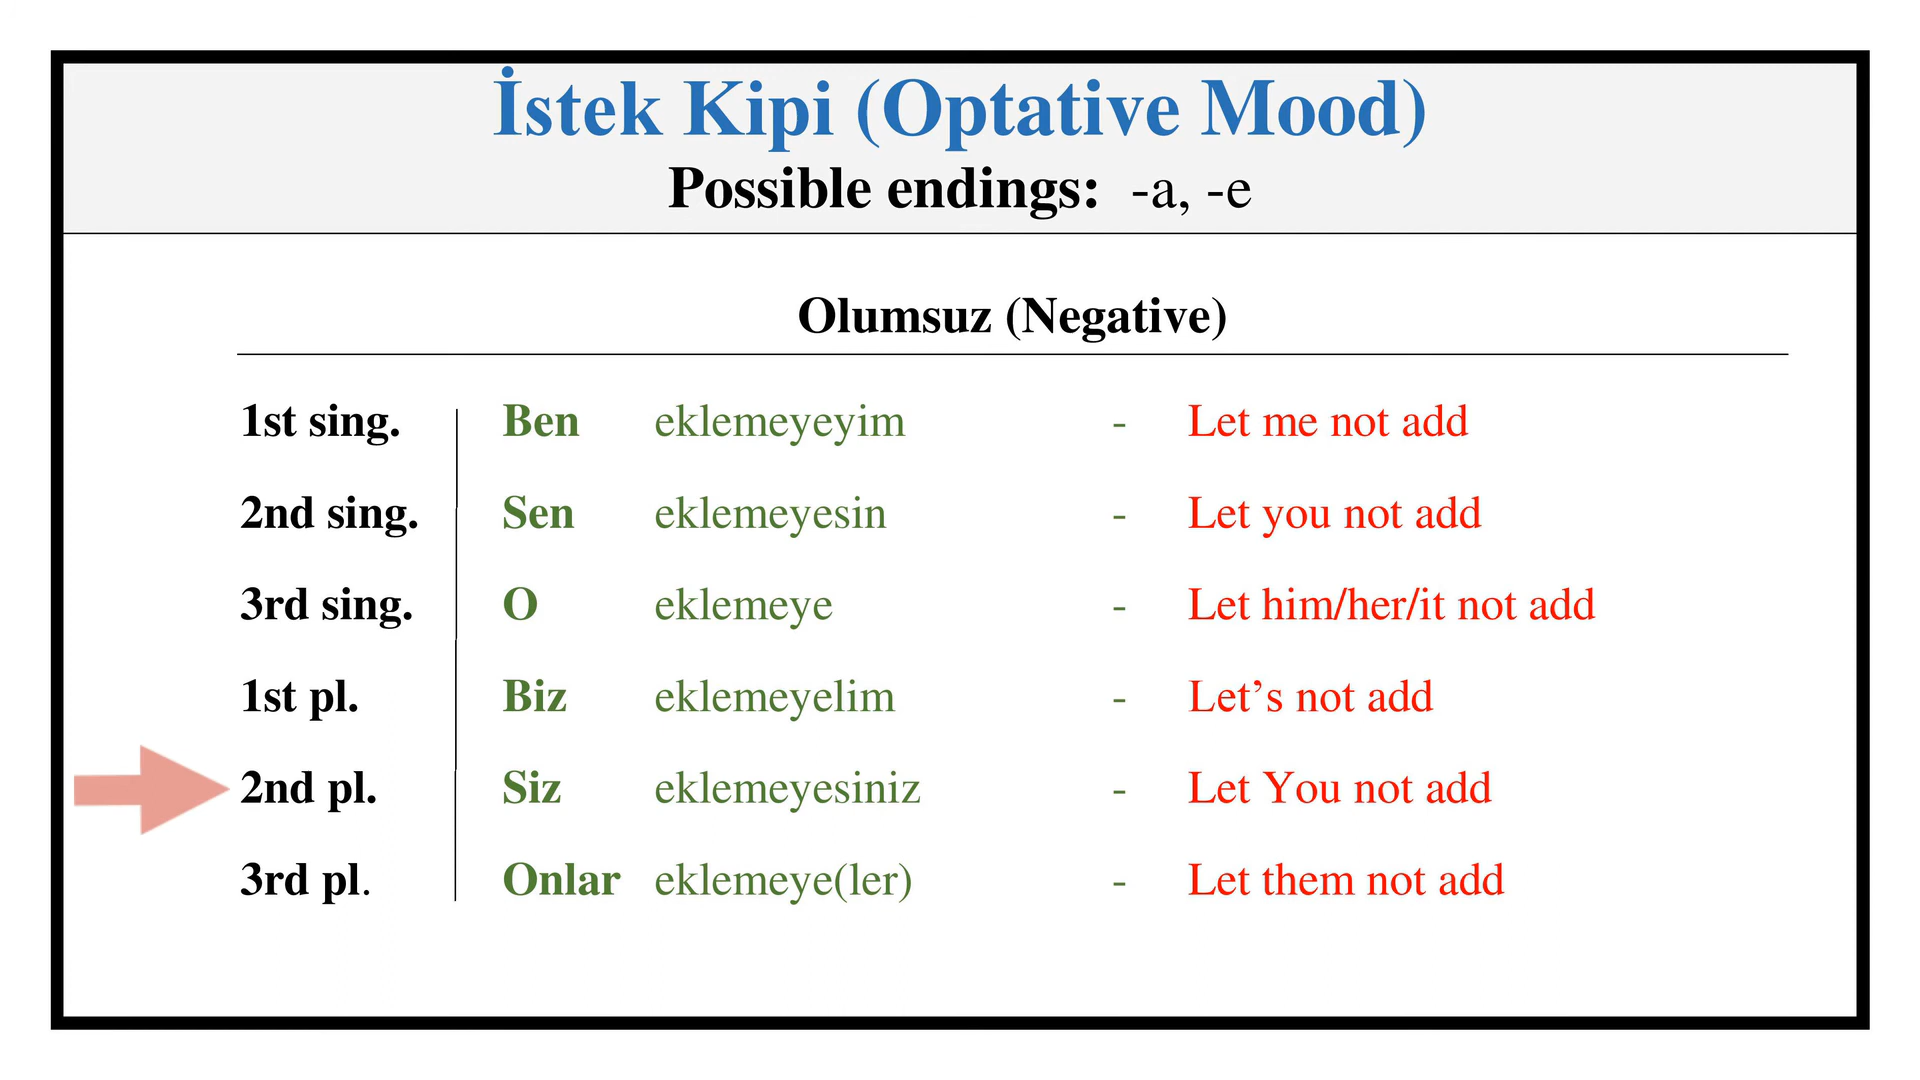 İstek Kipi (Optative Mood)
Possible endings: -a, -e
Olumsuz (Negative)
1st sing. Ben eklemeyeyim - Let me not add
2nd sing. Sen eklemeyesin - Let you not add
3rd sing. O eklemeye - Let him/her/it not add
1st pl. Biz eklemeyelim - Let’s not add
2nd pl. Siz eklemeyesiniz - Let You not add
3rd pl. Onlar eklemeye(ler) - Let them not add